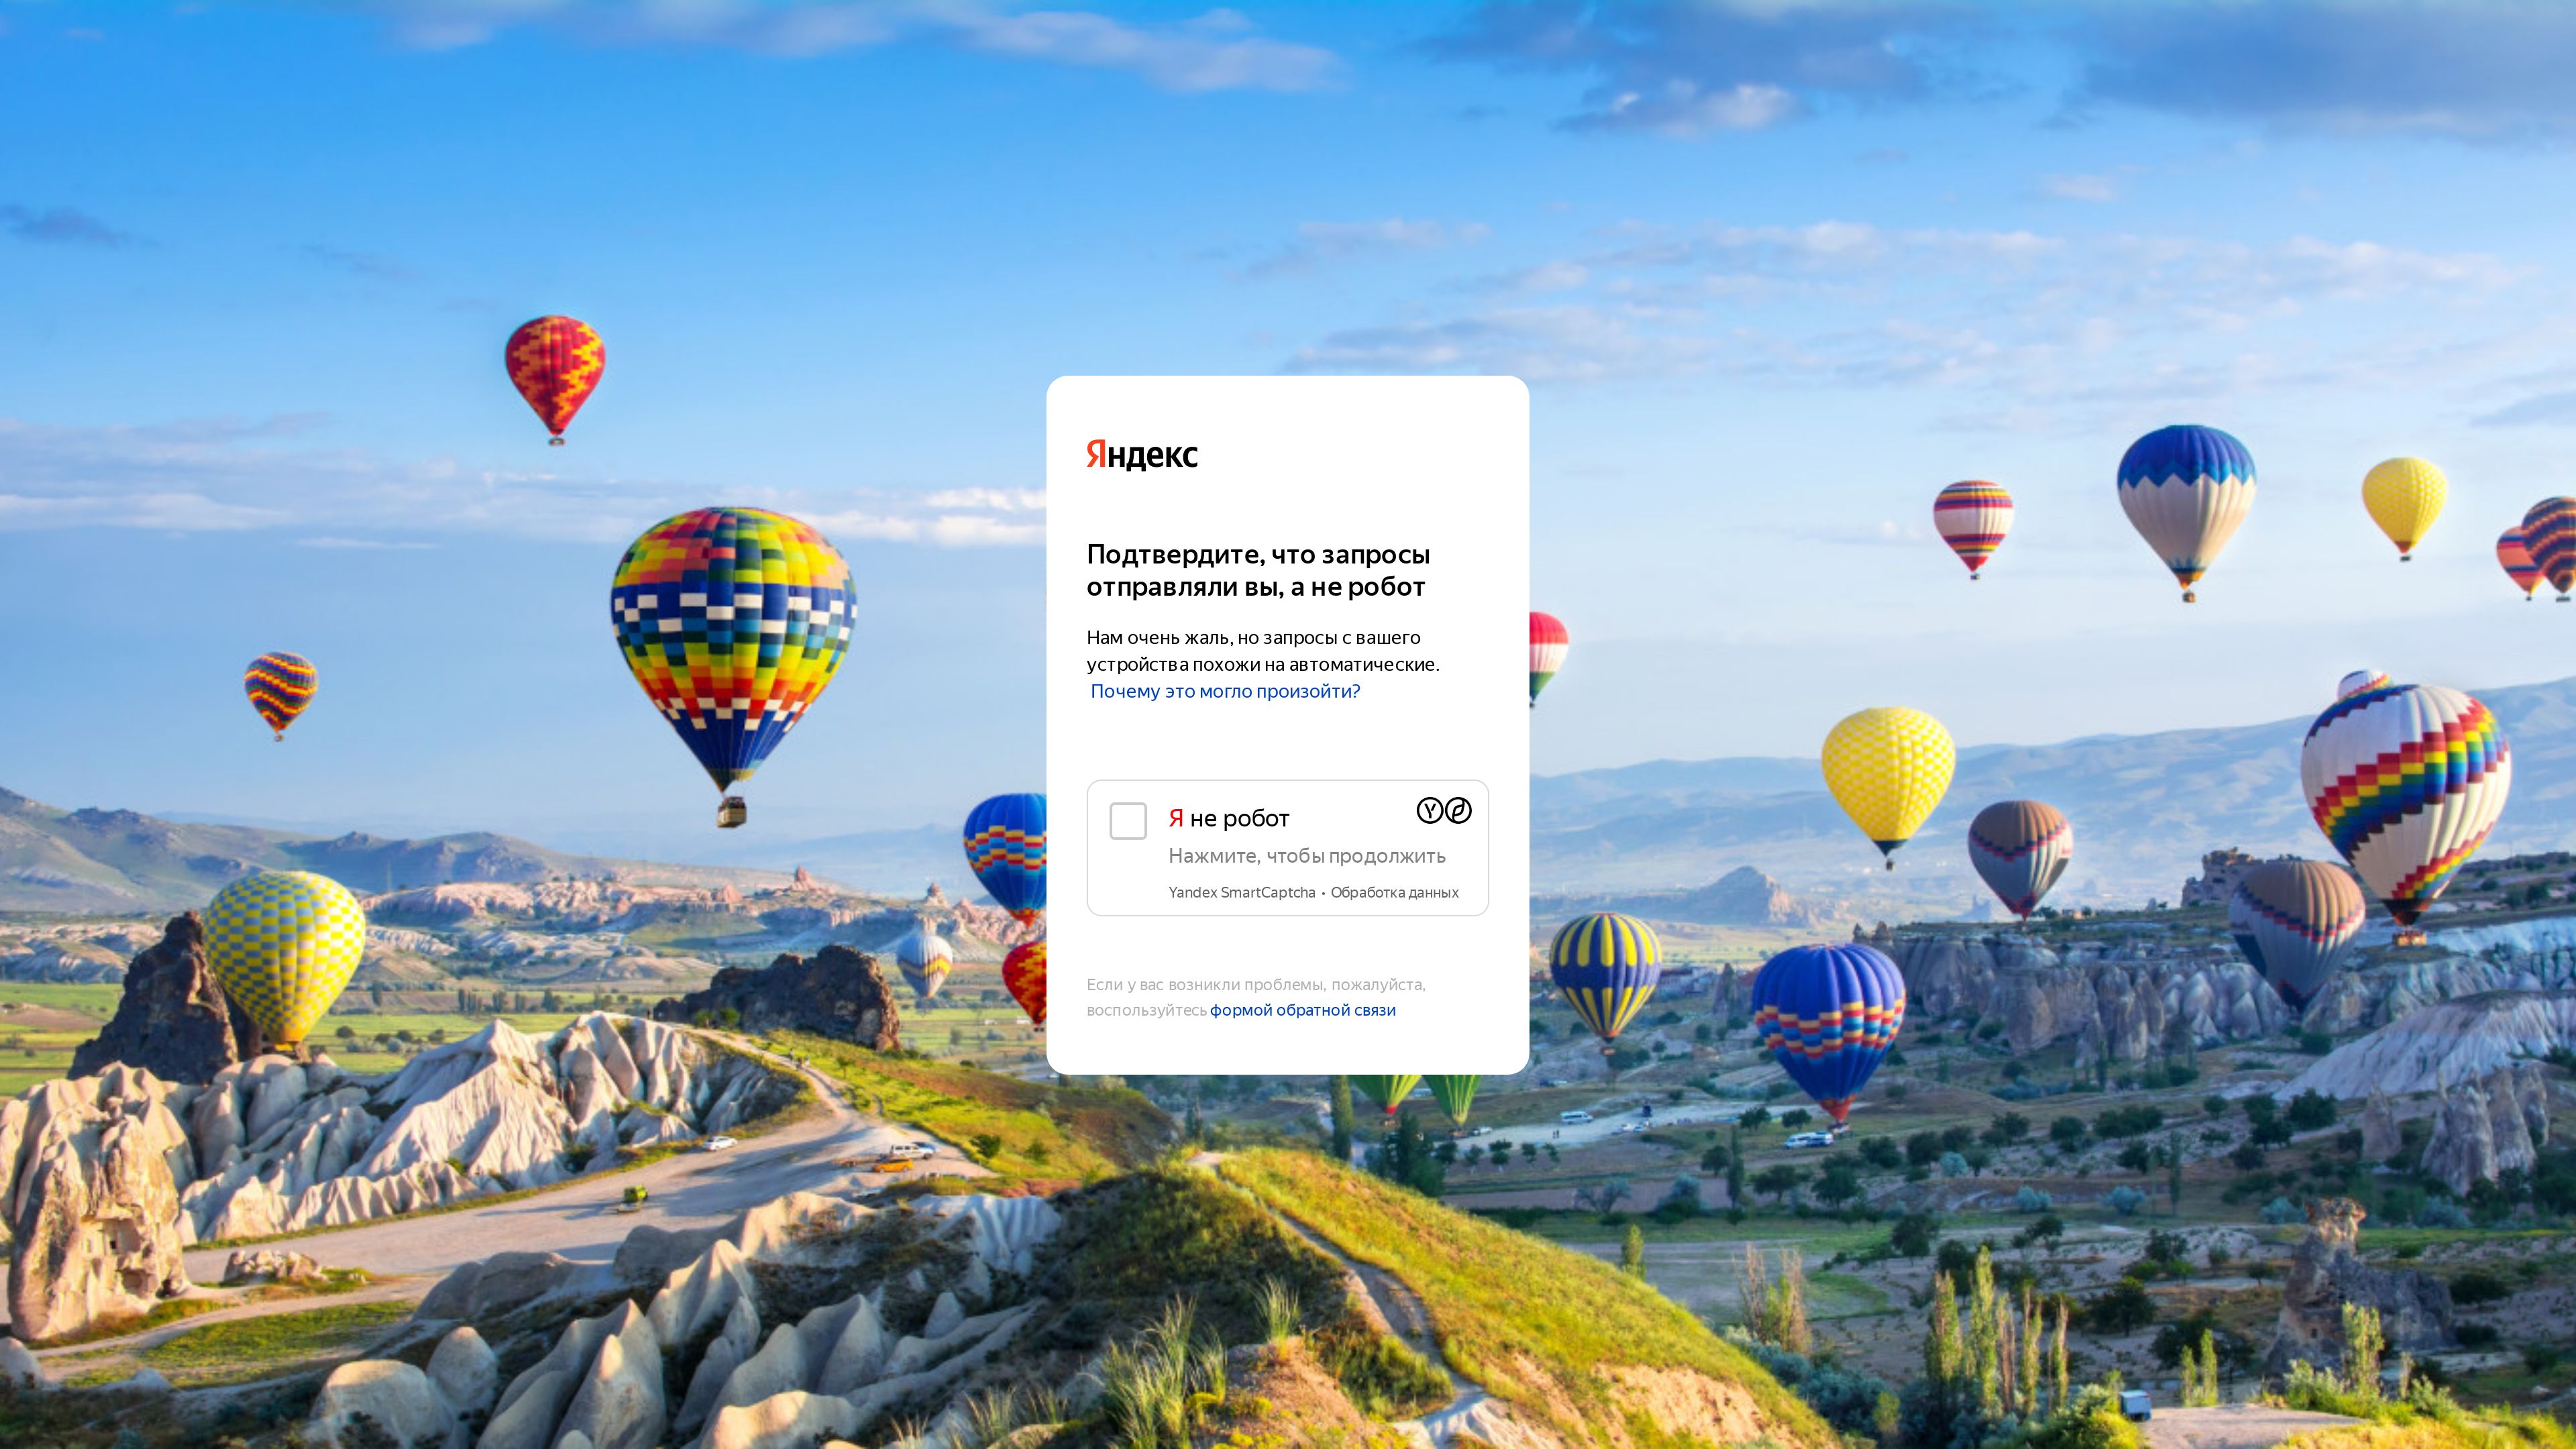 Яндекс
Подтвердите, что запросы
отправляли вы, а не робот
Нам очень жаль, но запросы с вашего
устройства похожи на автоматические.
Почему это могло произойти?
Я не робот
Нажмите, чтобы продолжить
Yandex SmartCaptcha • Обработка данных
Если у вас возникли проблемы, пожалуйста,
воспользуйтесь формой обратной связи